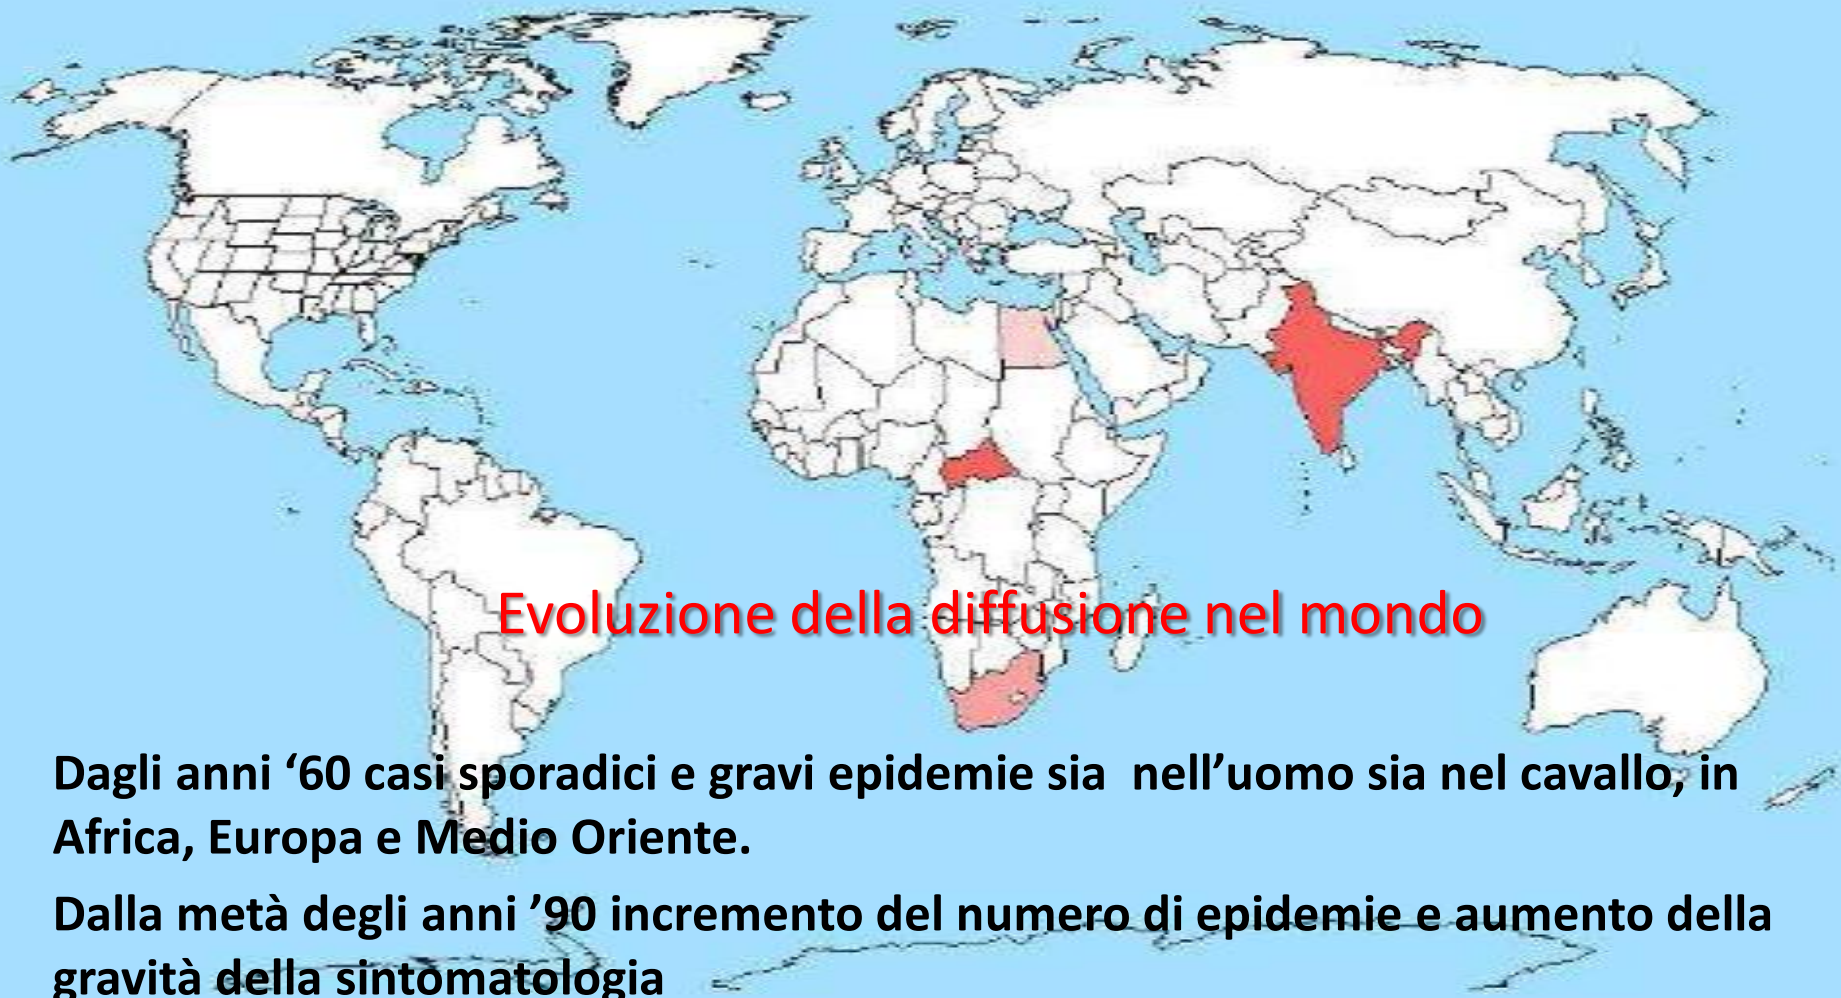 Evoluzione della diffusione nel mondo
Dagli anni ‘60 casi sporadici e gravi epidemie sia  nell’uomo sia nel cavallo, in
Africa, Europa e Medio Oriente.
Dalla metà degli anni ’90 incremento del numero di epidemie e aumento della
gravità della sintomatologia